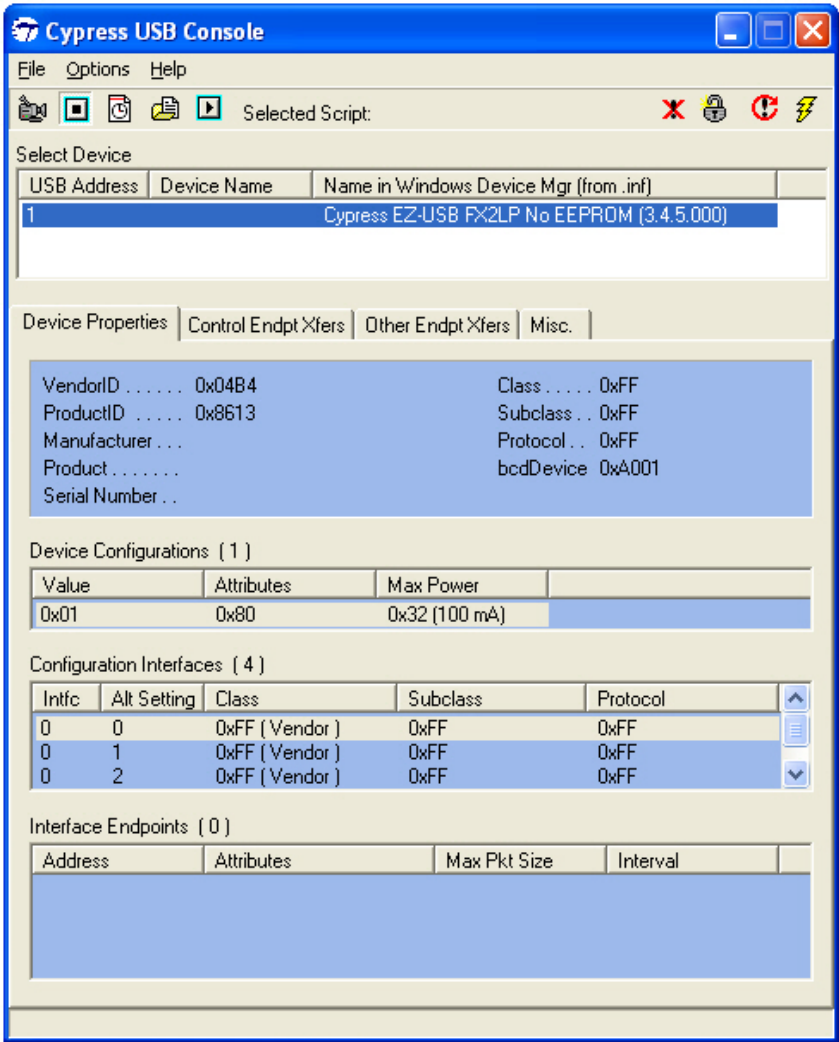 Cypress USB Console
File Options Help
Selected Script:
Select Device
USB Address Device Name Name in Windows Device Mgr (from .inf)
1 Cypress EZ-USB FX2LP No EEPROM (3.4.5.000)
Device Properties Control Endpt Xfers Other Endpt Xfers Misc.
VendorID . . . . . . 0x04B4 Class . . . . . 0xFF
ProductID . . . . . 0x8613 Subclass . . 0xFF
Manufacturer . . . Protocol . . 0xFF
Product . . . . . . . bcdDevice 0xA001
Serial Number . .
Device Configurations ( 1 )
Value Attributes Max Power
0x01 0x80 0x32 (100 mA)
Configuration Interfaces ( 4 )
Intfc Alt Setting Class Subclass Protocol
0 0 0xFF ( Vendor ) 0xFF 0xFF
0 1 0xFF ( Vendor ) 0xFF 0xFF
0 2 0xFF ( Vendor ) 0xFF 0xFF
Interface Endpoints ( 0 )
Address Attributes Max Pkt Size Interval